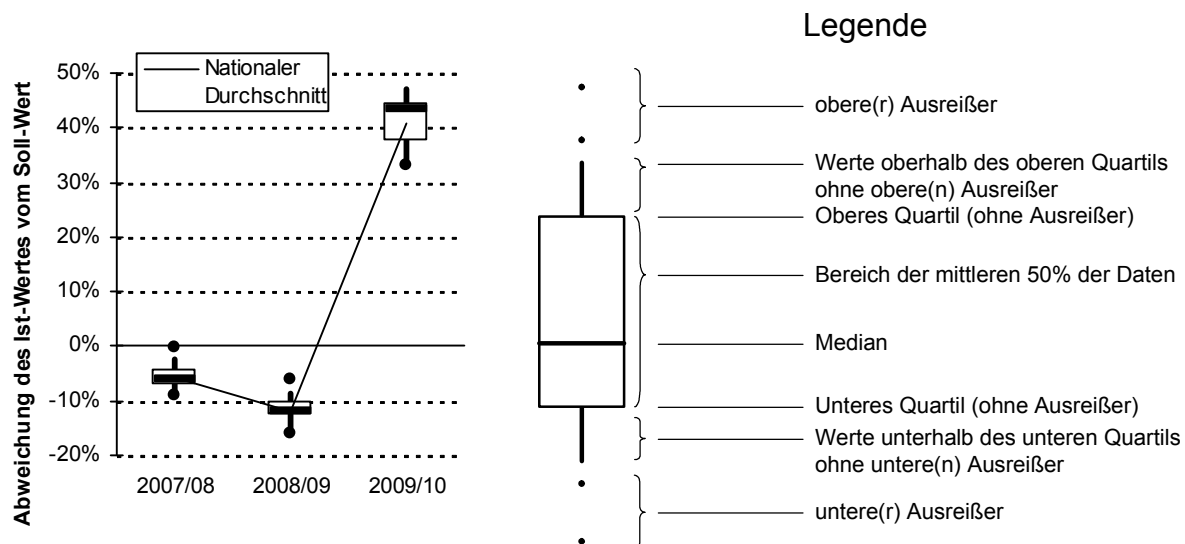 Legende
Abweichung des Ist-Wertes vom Soll-Wert
50%
40%
30%
20%
10%
0%
-10%
-20%
Nationaler
Durchschnitt
2007/08 2008/09 2009/10
obere(r) Ausreißer
Werte oberhalb des oberen Quartils
ohne obere(n) Ausreißer
Oberes Quartil (ohne Ausreißer)
Bereich der mittleren 50% der Daten
Median
Unteres Quartil (ohne Ausreißer)
Werte unterhalb des unteren Quartils
ohne untere(n) Ausreißer
untere(r) Ausreißer